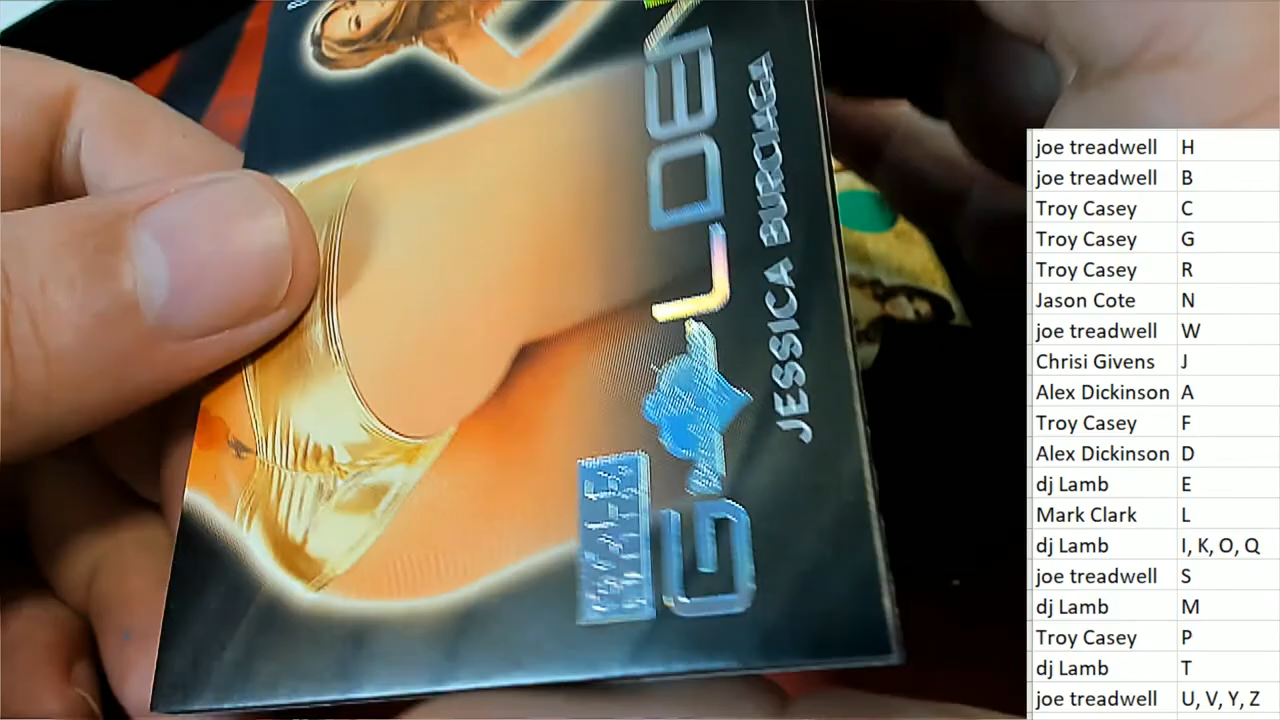 GOLDEN
JESSICA BURCIAGA
joe treadwell H
joe treadwell B
Troy Casey C
Troy Casey G
Troy Casey R
Jason Cote N
joe treadwell W
Chrisi Givens J
Alex Dickinson A
Troy Casey F
Alex Dickinson D
dj Lamb E
Mark Clark L
dj Lamb I, K, O, Q
joe treadwell S
dj Lamb M
Troy Casey P
dj Lamb T
joe treadwell U, V, Y, Z